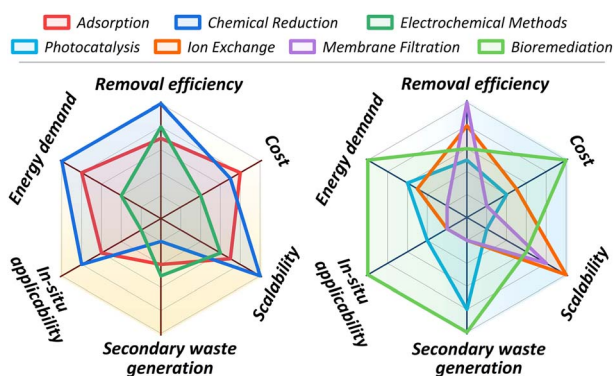 Adsorption Chemical Reduction Electrochemical Methods
Photocatalysis Ion Exchange Membrane Filtration Bioremediation
Removal efficiency
Cost
Scalability
Secondary waste
generation
In-situ
applicability
Energy demand
Removal efficiency
Cost
Scalability
Secondary waste
generation
In-situ
applicability
Energy demand